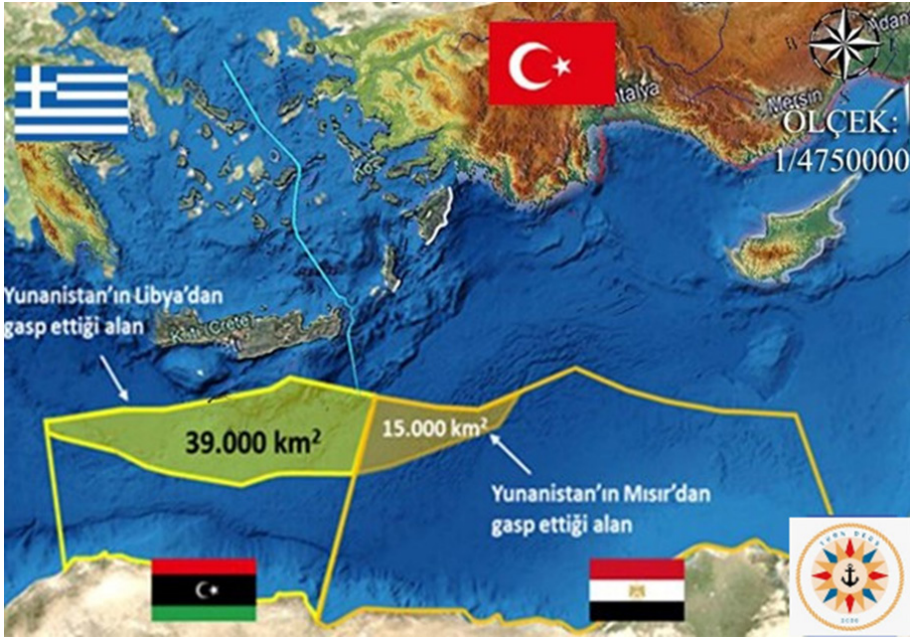 Antalya
Mersin
Adan
ÖLÇEK:
1/4750000
Yunanistan'ın Libya'dan
gasp ettiği alan
(Crete)
39.000 km²
15.000 km²
Yunanistan'ın Mısır'dan
gasp ettiği alan